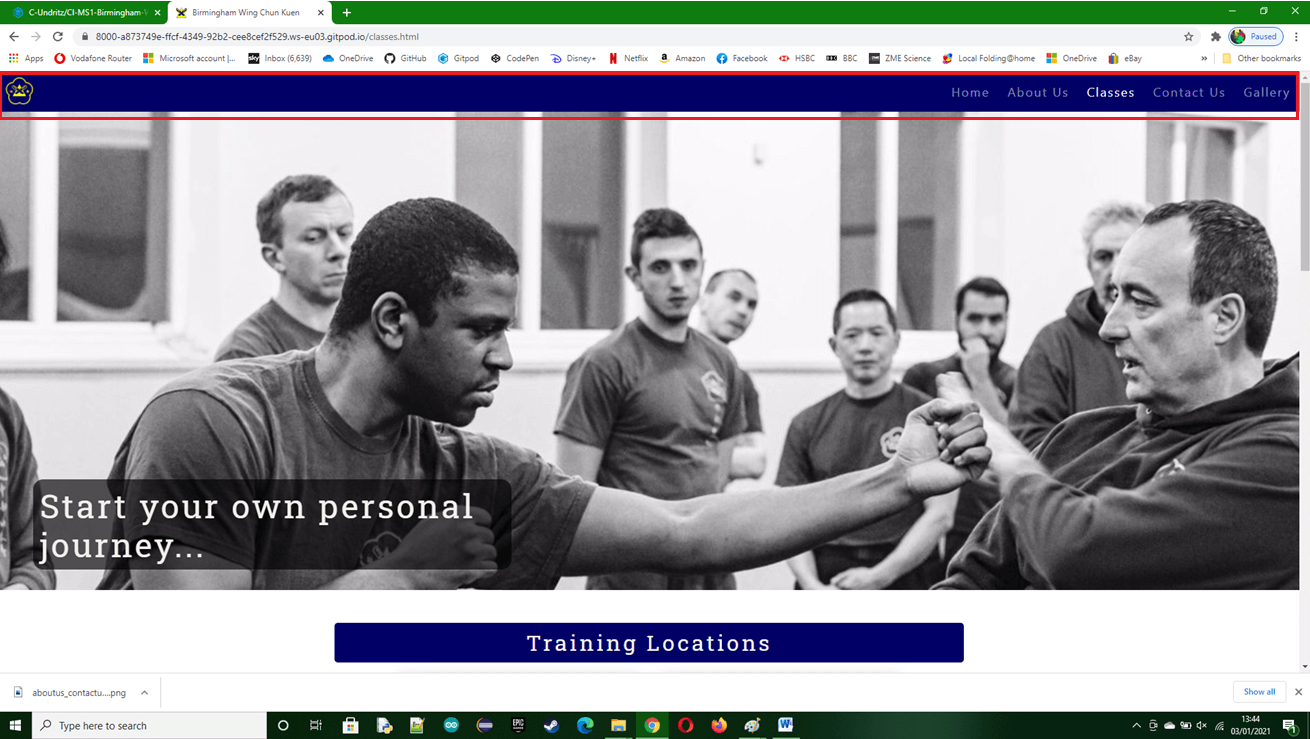 C-Undritz/CI-MS1-Birmingham-
Birmingham Wing Chun Kuen
8000-a873749e-ffcf-4349-92b2-cee8cef2f529.ws-eu03.gitpod.io/classes.html
Paused
Apps Vodafone Router Microsoft account |... sky Inbox (6,639) OneDrive GitHub Gitpod CodePen Disney+ Netflix Amazon Facebook HSBC BBC ZME Science Local Folding@home OneDrive eBay » Other bookmarks
Home About Us Classes Contact Us Gallery
Start your own personal
journey...
Training Locations
aboutus_contactu....png
Show all
Type here to search
EPIC
13:44
03/01/2021
1